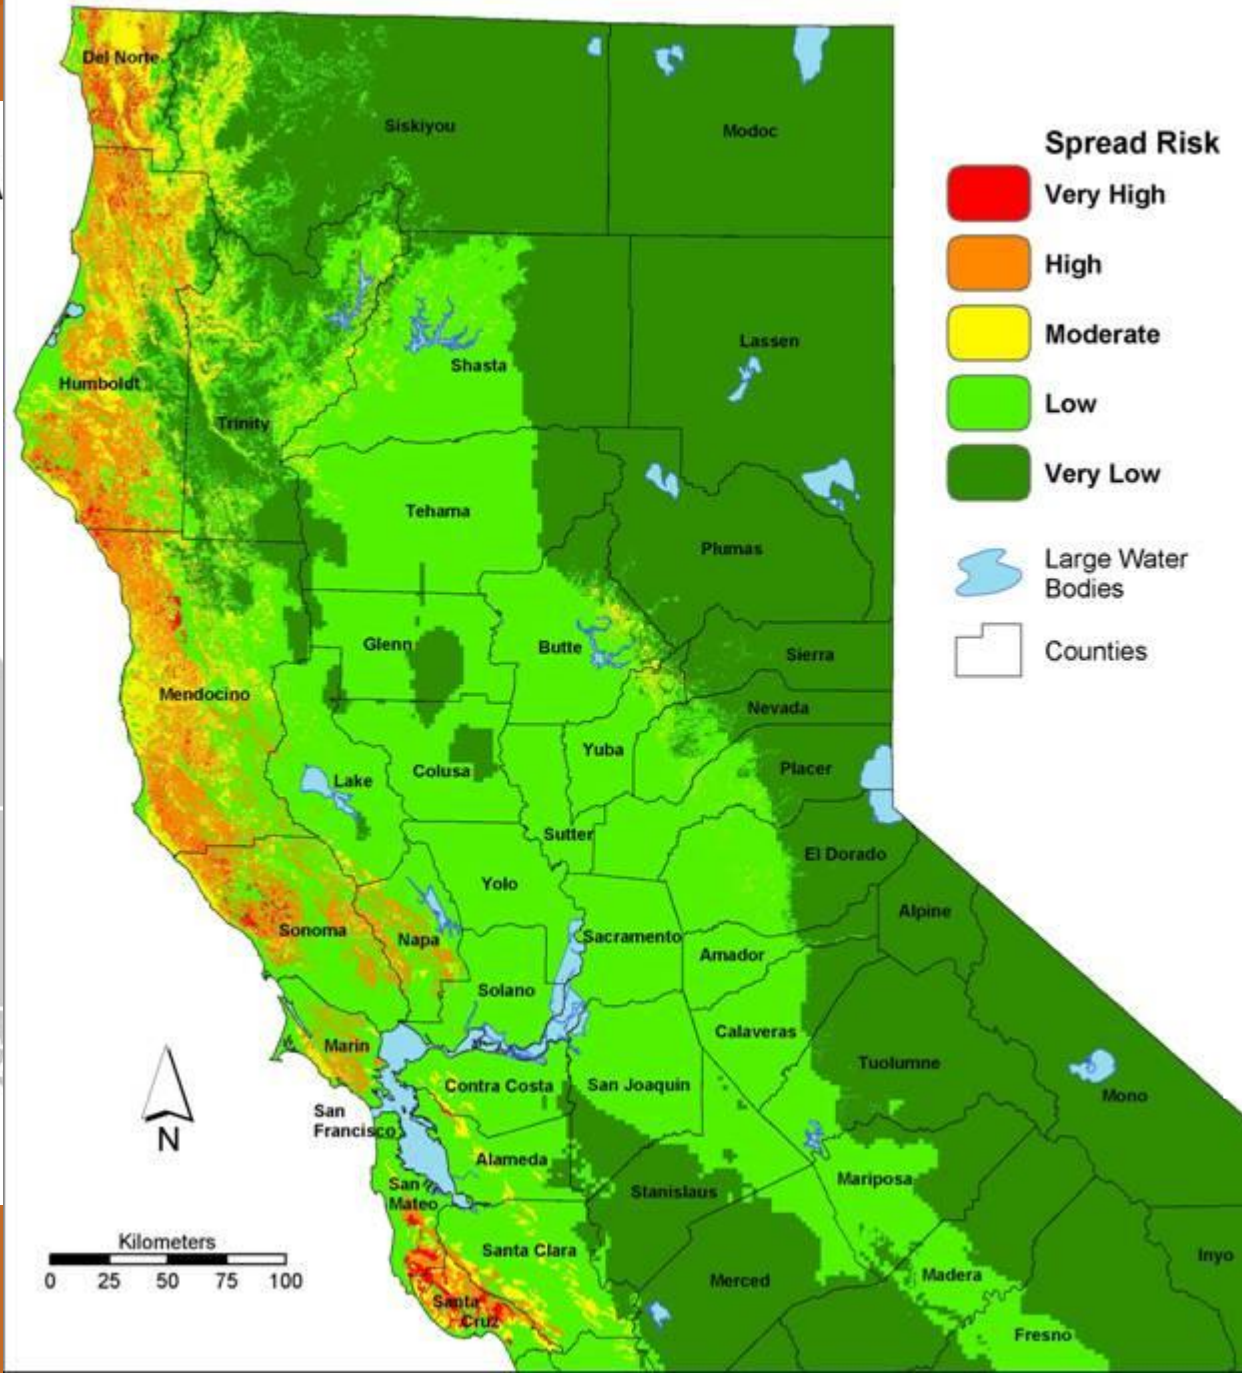 Del Norte
Siskiyou
Modoc
Spread Risk
Very High
High
Moderate
Low
Very Low
Large Water
Bodies
Counties
Humboldt
Trinity
Shasta
Lassen
Tehama
Plumas
Glenn
Butte
Sierra
Mendocino
Nevada
Lake
Colusa
Yuba
Placer
Sutter
El Dorado
Yolo
Alpine
Sonoma
Napa
Sacramento
Amador
Solano
Marin
Calaveras
Tuolumne
Contra Costa
San Joaquin
Mono
San
Francisco
N
Alameda
San
Mateo
Stanislaus
Mariposa
Santa Clara
Merced
Madera
Inyo
Santa
Cruz
Fresno
Kilometers
0 25 50 75 100